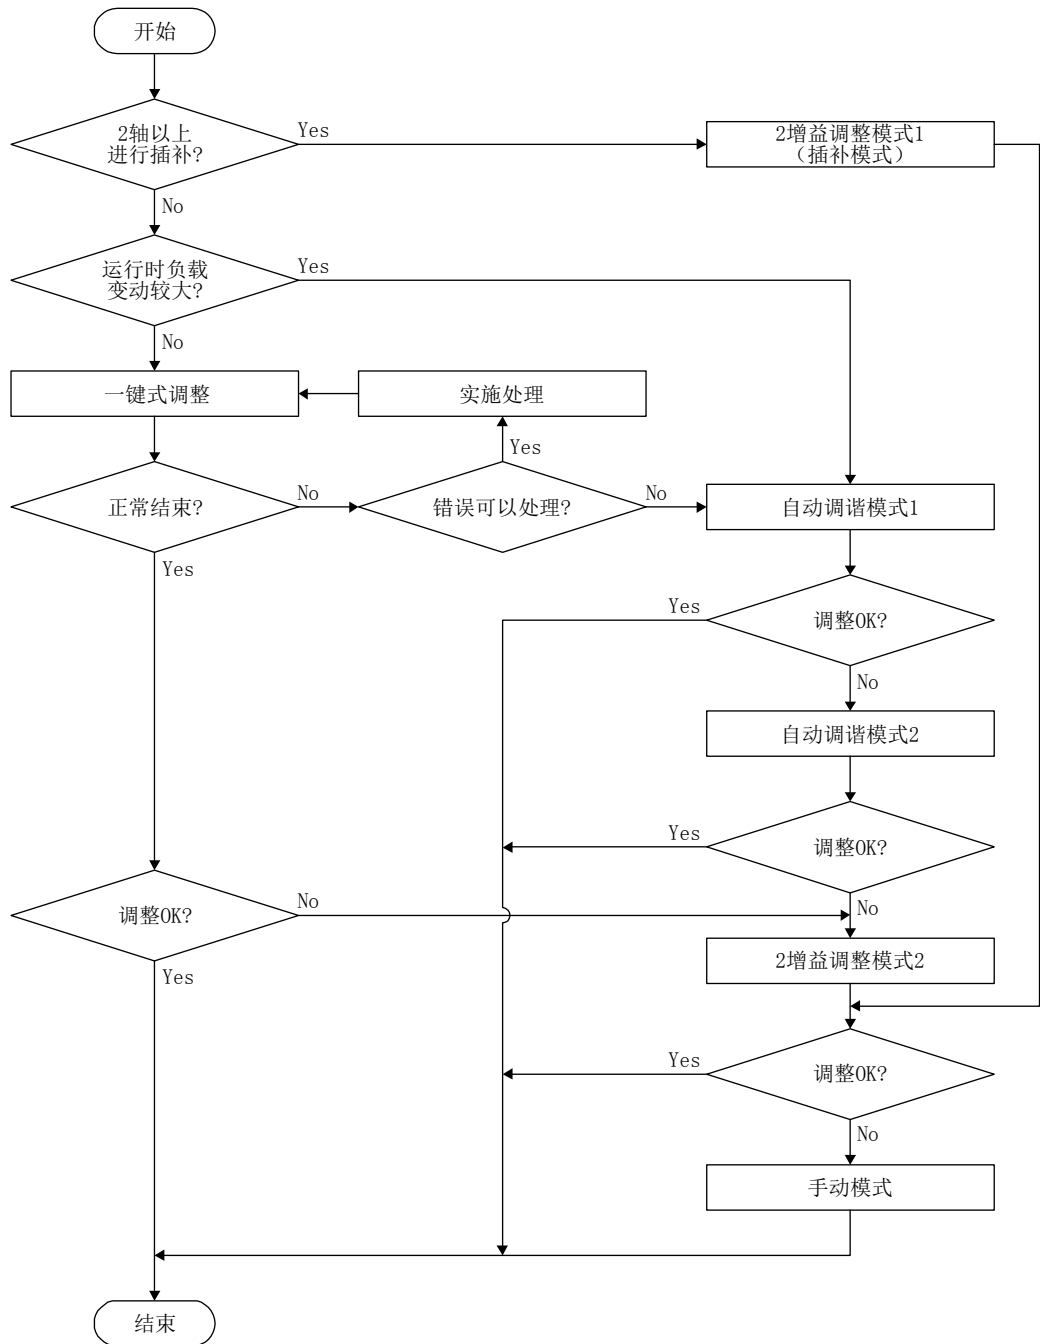 开始
2轴以上
进行插补?
Yes
2增益调整模式1
（插补模式）
No
运行时负载
变动较大?
Yes
No
一键式调整
实施处理
Yes
正常结束?
No
错误可以处理?
No
自动调谐模式1
Yes
Yes
调整OK?
No
自动调谐模式2
Yes
调整OK?
No
调整OK?
No
2增益调整模式2
Yes
Yes
调整OK?
No
手动模式
结束